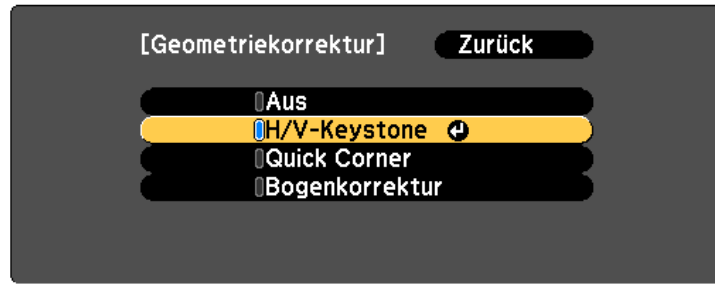 [Geometriekorrektur] Zurück
Aus
H/V-Keystone
Quick Corner
Bogenkorrektur